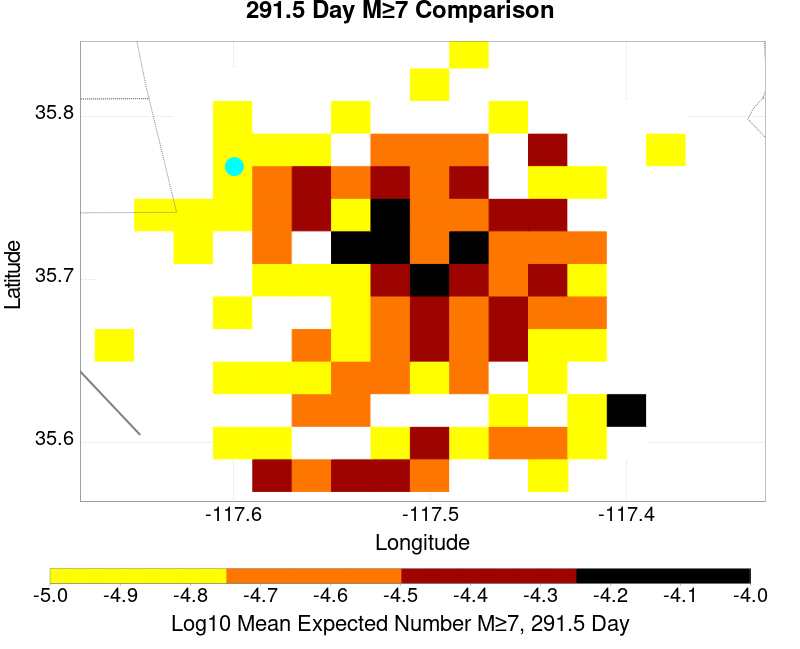 291.5 Day M≥7 Comparison
35.8
35.7
35.6
Latitude
-117.6 -117.5 -117.4
Longitude
-5.0 -4.9 -4.8 -4.7 -4.6 -4.5 -4.4 -4.3 -4.2 -4.1 -4.0
Log10 Mean Expected Number M≥7, 291.5 Day